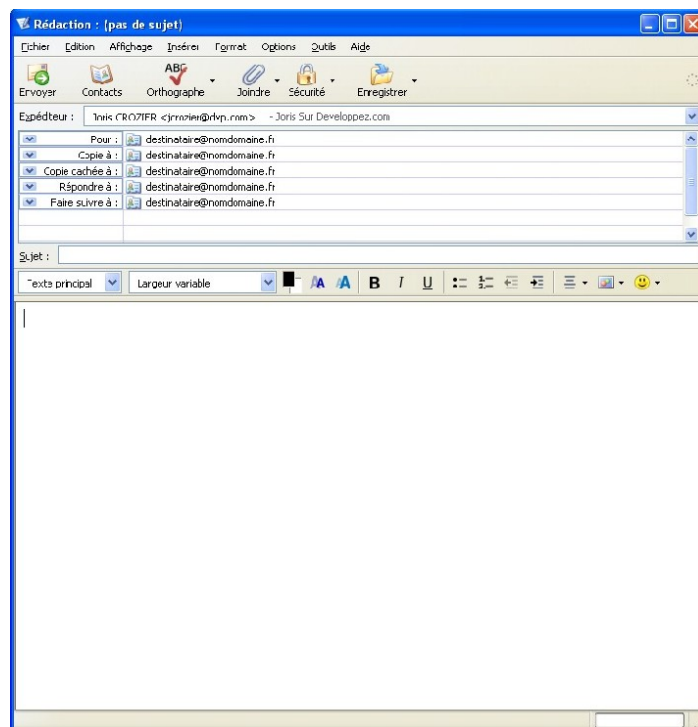 Rédaction : (pas de sujet)
Fichier Edition Affichage Insérer Format Options Outils Aide
ABC
Envoyer Contacts Orthographe Joindre Sécurité Enregistrer
Expéditeur : Joris CROZIER <jcrozier@dvp.com> - Joris Sur Developpez.com
Pour : destinataire@nomdomaine.fr
Copie à : destinataire@nomdomaine.fr
Copie cachée à : destinataire@nomdomaine.fr
Répondre à : destinataire@nomdomaine.fr
Faire suivre à : destinataire@nomdomaine.fr
Sujet :
Texte principal Largeur variable B I U